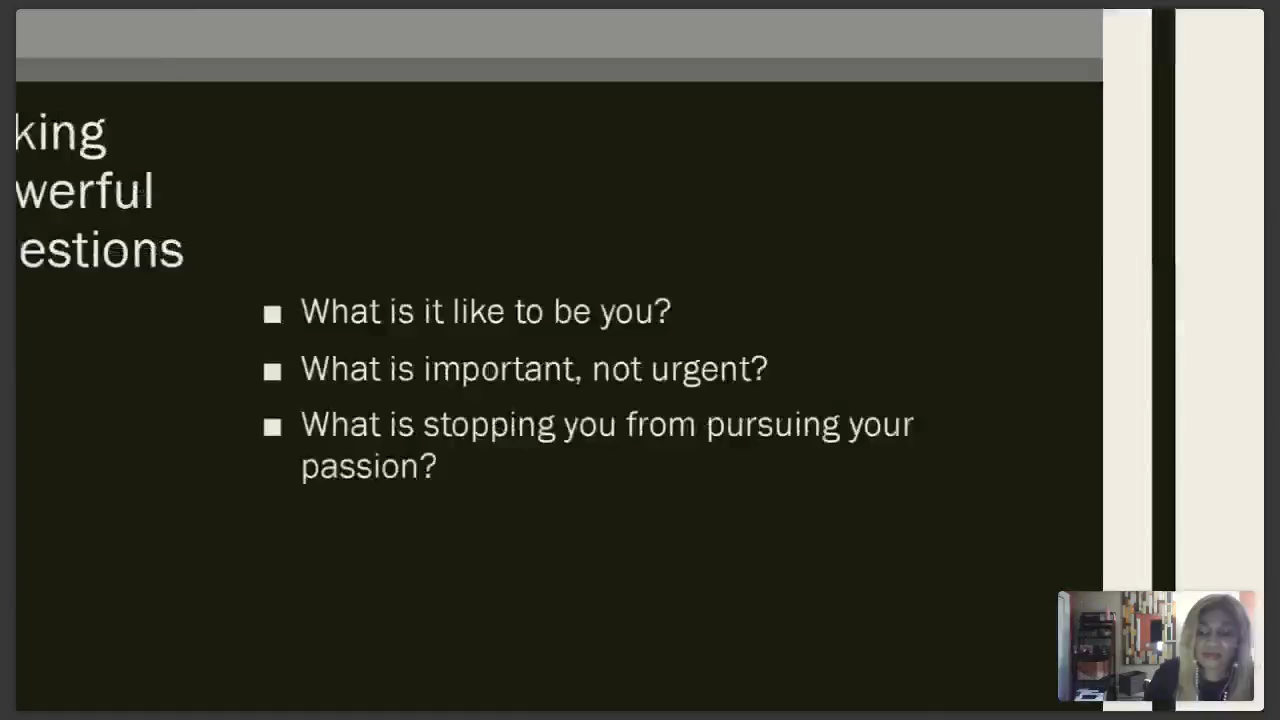 king
werful
estions
What is it like to be you?
What is important, not urgent?
What is stopping you from pursuing your
passion?